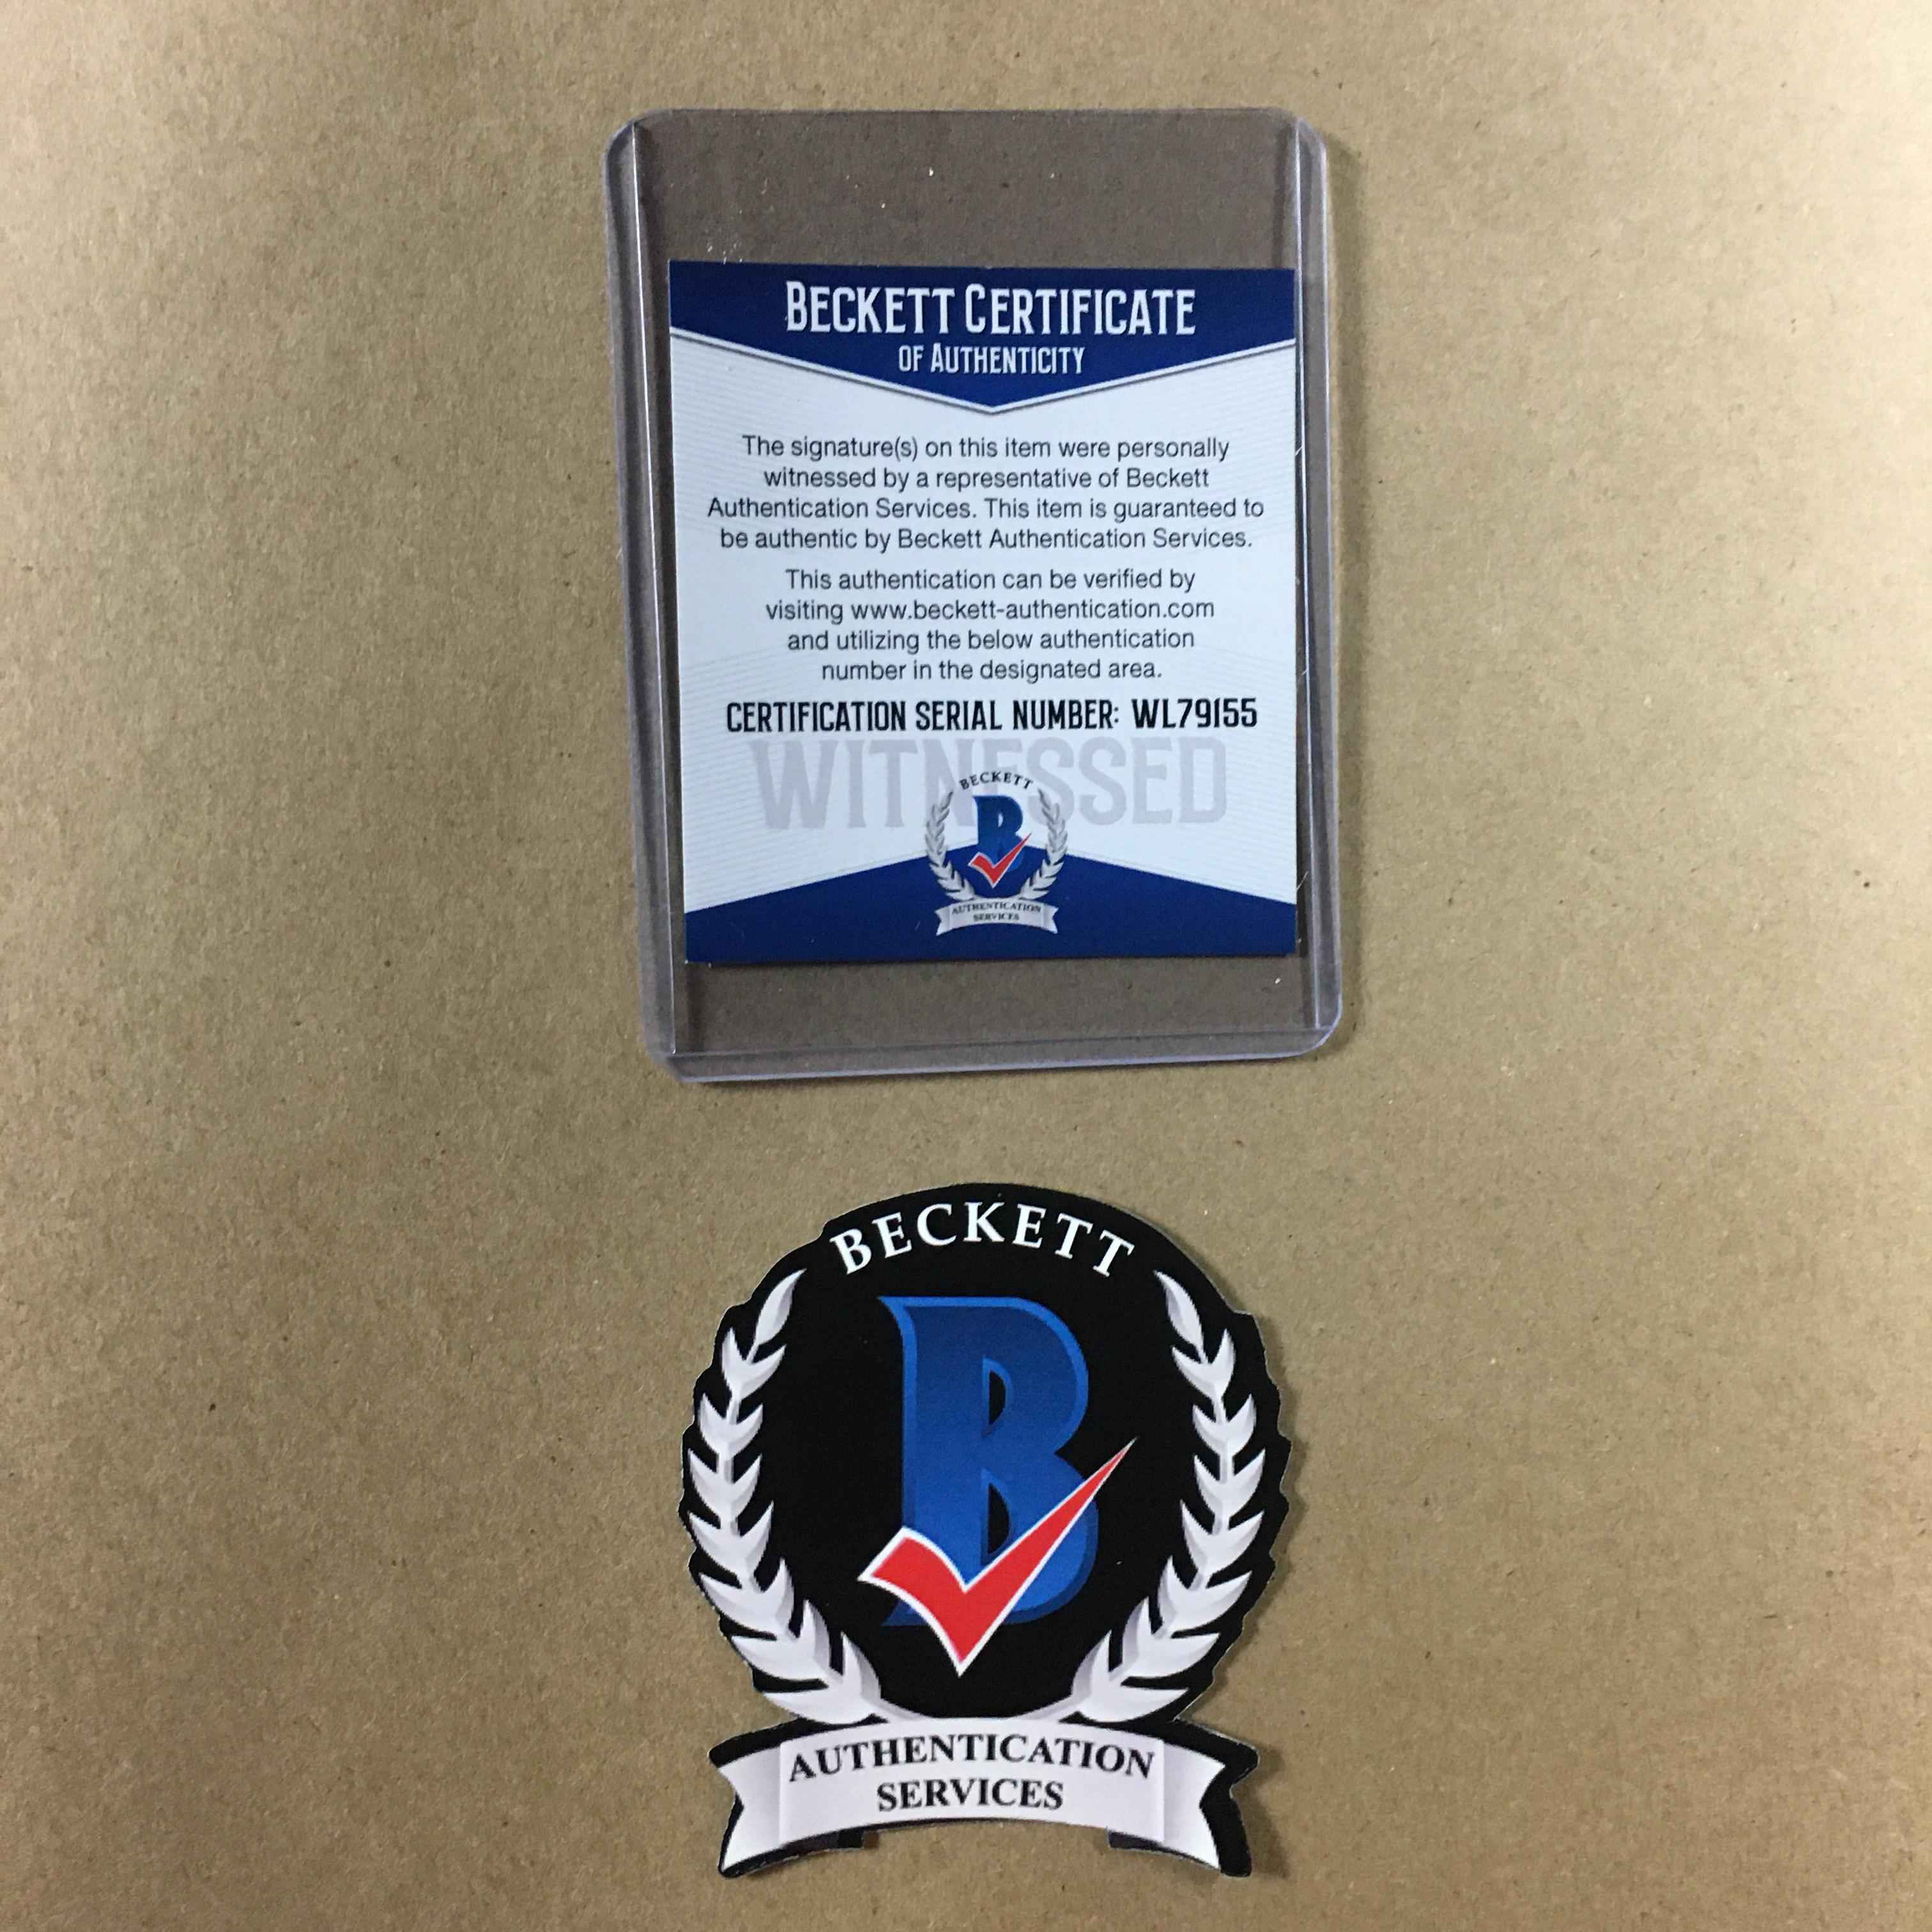 BECKETT CERTIFICATE
OF AUTHENTICITY
The signature(s) on this item were personally
witnessed by a representative of Beckett
Authentication Services. This item is guaranteed to
be authentic by Beckett Authentication Services.
This authentication can be verified by
visiting www.beckett-authentication.com
and utilizing the below authentication
number in the designated area.
CERTIFICATION SERIAL NUMBER: WL79155
WITNESSED
BECKETT
B
AUTHENTICATION
SERVICES
BECKETT
B
AUTHENTICATION
SERVICES